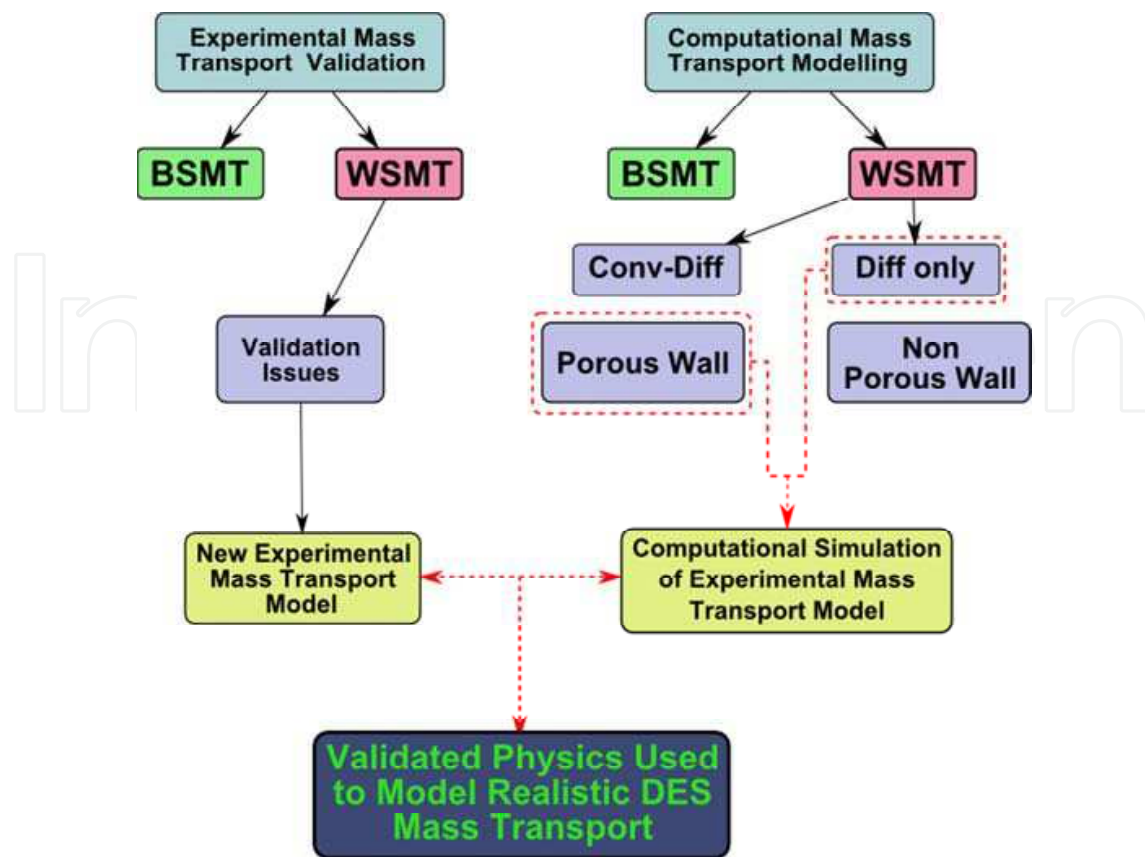 Experimental Mass
Transport Validation
Computational Mass
Transport Modelling
BSMT
WSMT
BSMT
WSMT
Conv-Diff
Diff only
Validation
Issues
Porous Wall
Non
Porous Wall
New Experimental
Mass Transport
Model
Computational Simulation
of Experimental Mass
Transport Model
Validated Physics Used
to Model Realistic DES
Mass Transport